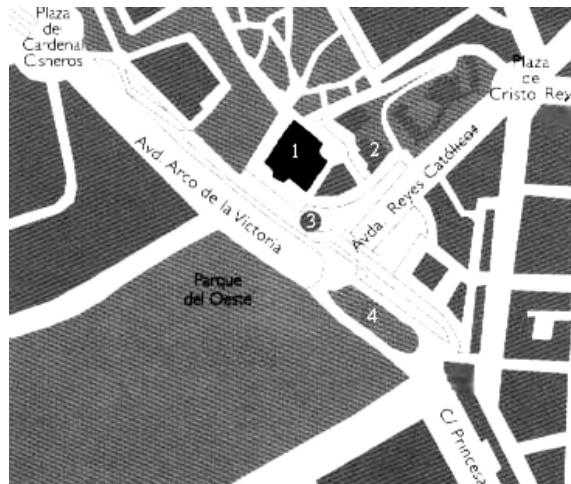 Plaza
de
Cardenal
Cisneros
Plaza
de
Cristo Rey
1
2
Avda. Reyes Católicos
Avd. Arco de la Victoria
3
Parque
del Oeste
4
C/ Princesa